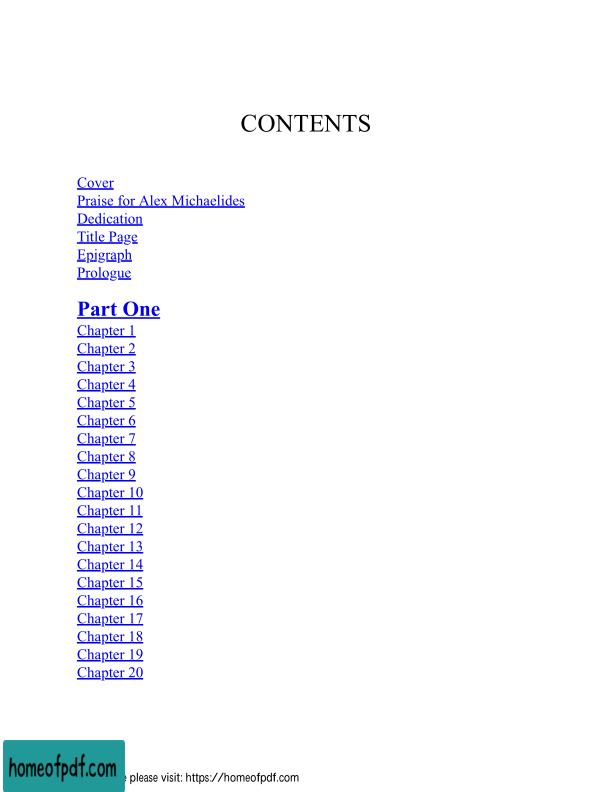 CONTENTS
Cover
Praise for Alex Michaelides
Dedication
Title Page
Epigraph
Prologue
Part One
Chapter 1
Chapter 2
Chapter 3
Chapter 4
Chapter 5
Chapter 6
Chapter 7
Chapter 8
Chapter 9
Chapter 10
Chapter 11
Chapter 12
Chapter 13
Chapter 14
Chapter 15
Chapter 16
Chapter 17
Chapter 18
Chapter 19
Chapter 20
homeofpdf.com
please visit: https://homeofpdf.com